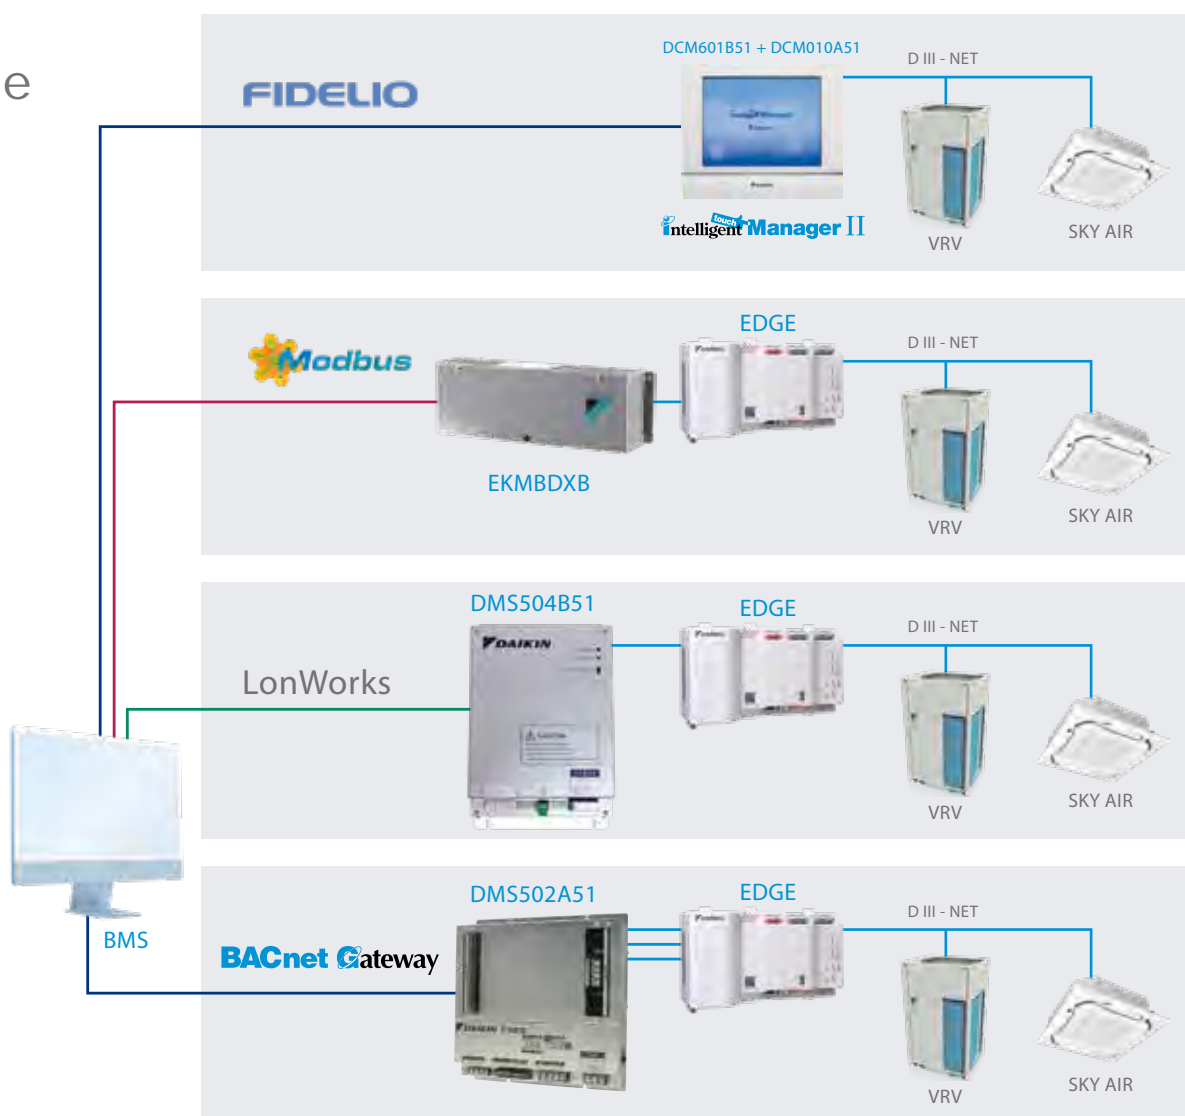 e
DCM601B51 + DCM010A51
D III - NET
FIDELIO
intelligent touch Manager II
VRV
SKY AIR
EDGE
D III - NET
Modbus
EKMBDXB
VRV
SKY AIR
DMS504B51
EDGE
D III - NET
DAIKIN
LonWorks
CAUTION
VRV
SKY AIR
DMS502A51
EDGE
D III - NET
BMS
BACnet Gateway
DAIKIN
VRV
SKY AIR